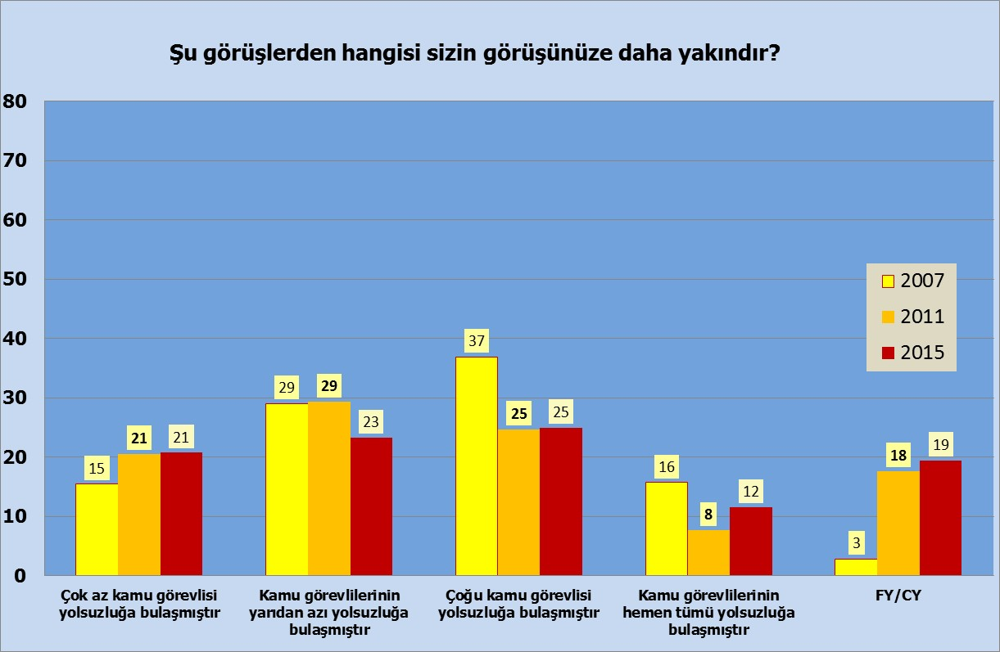 Şu görüşlerden hangisi sizin görüşünüze daha yakındır?
80
70
60
50
40
30
20
10
0
2007
2011
2015
15
21
21
29
29
23
37
25
25
16
8
12
3
18
19
Çok az kamu görevlisi
yolsuzluğa bulaşmıştır
Kamu görevlilerinin
yarıdan azı yolsuzluğa
bulaşmıştır
Çoğu kamu görevlisi
yolsuzluğa bulaşmıştır
Kamu görevlilerinin
hemen tümü yolsuzluğa
bulaşmıştır
FY/CY